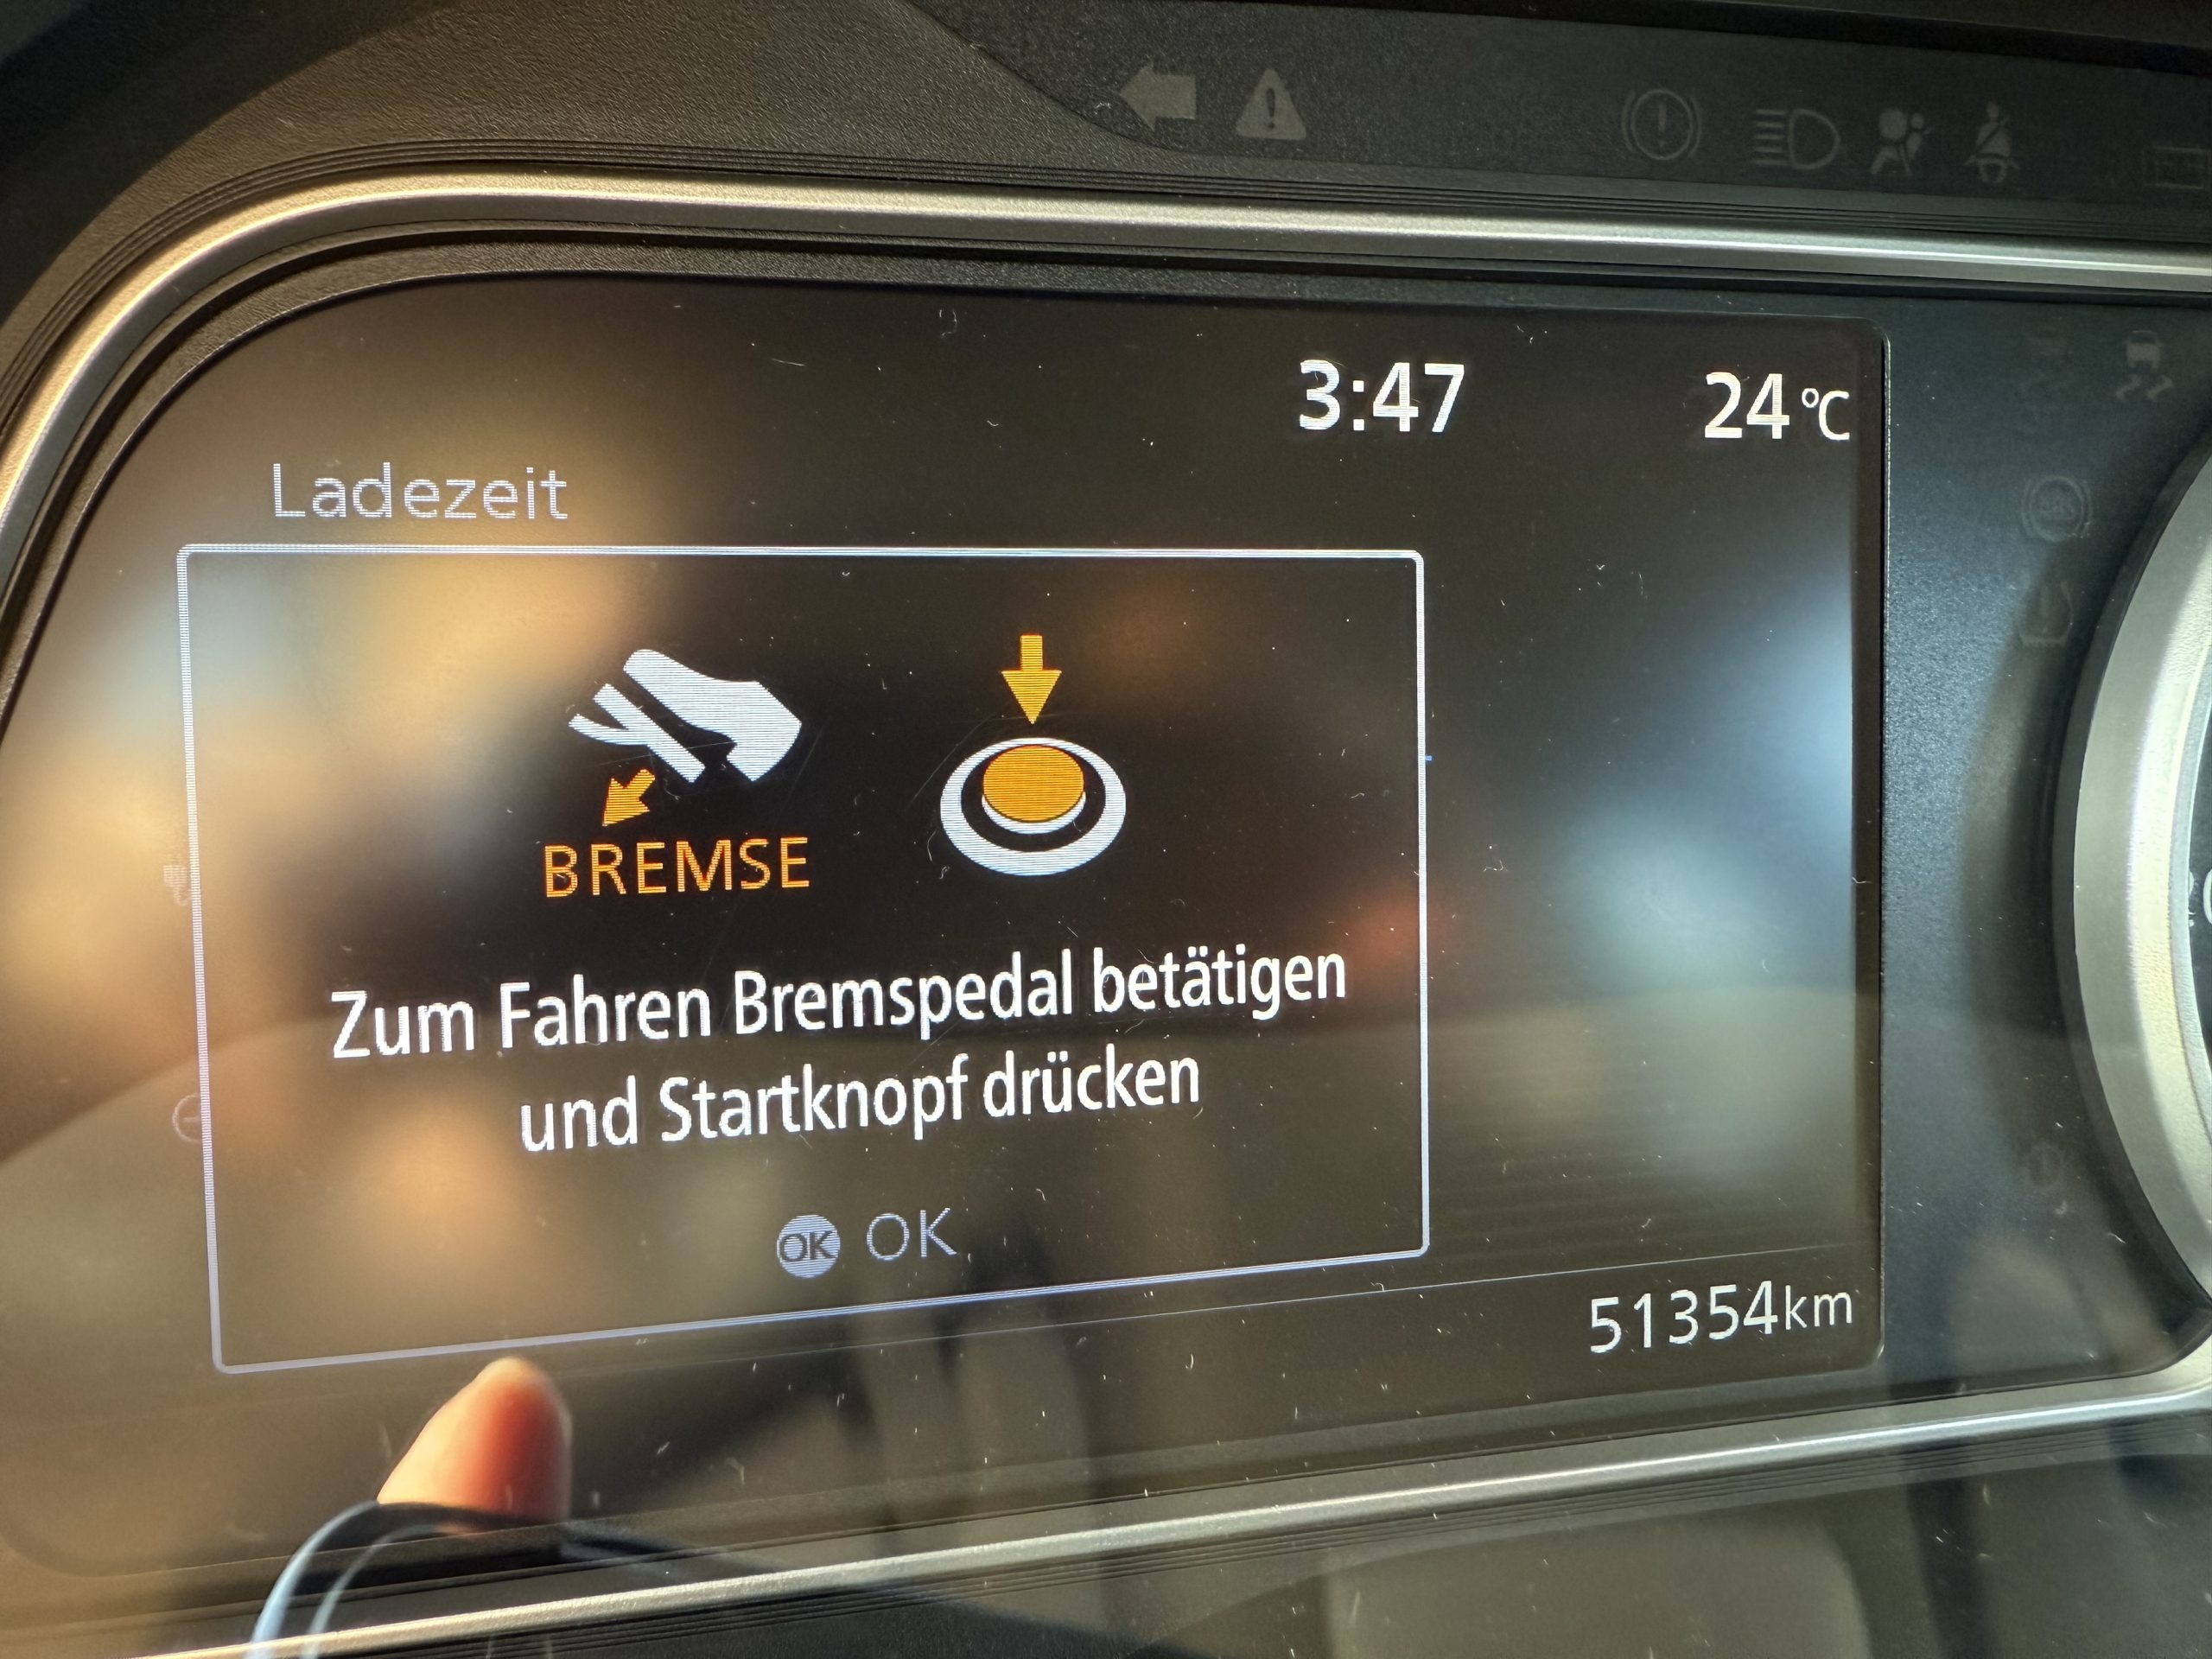 3:47 24 °C
Ladezeit
BREMSE
Zum Fahren Bremspedal betätigen
und Startknopf drücken
OK OK
51354km